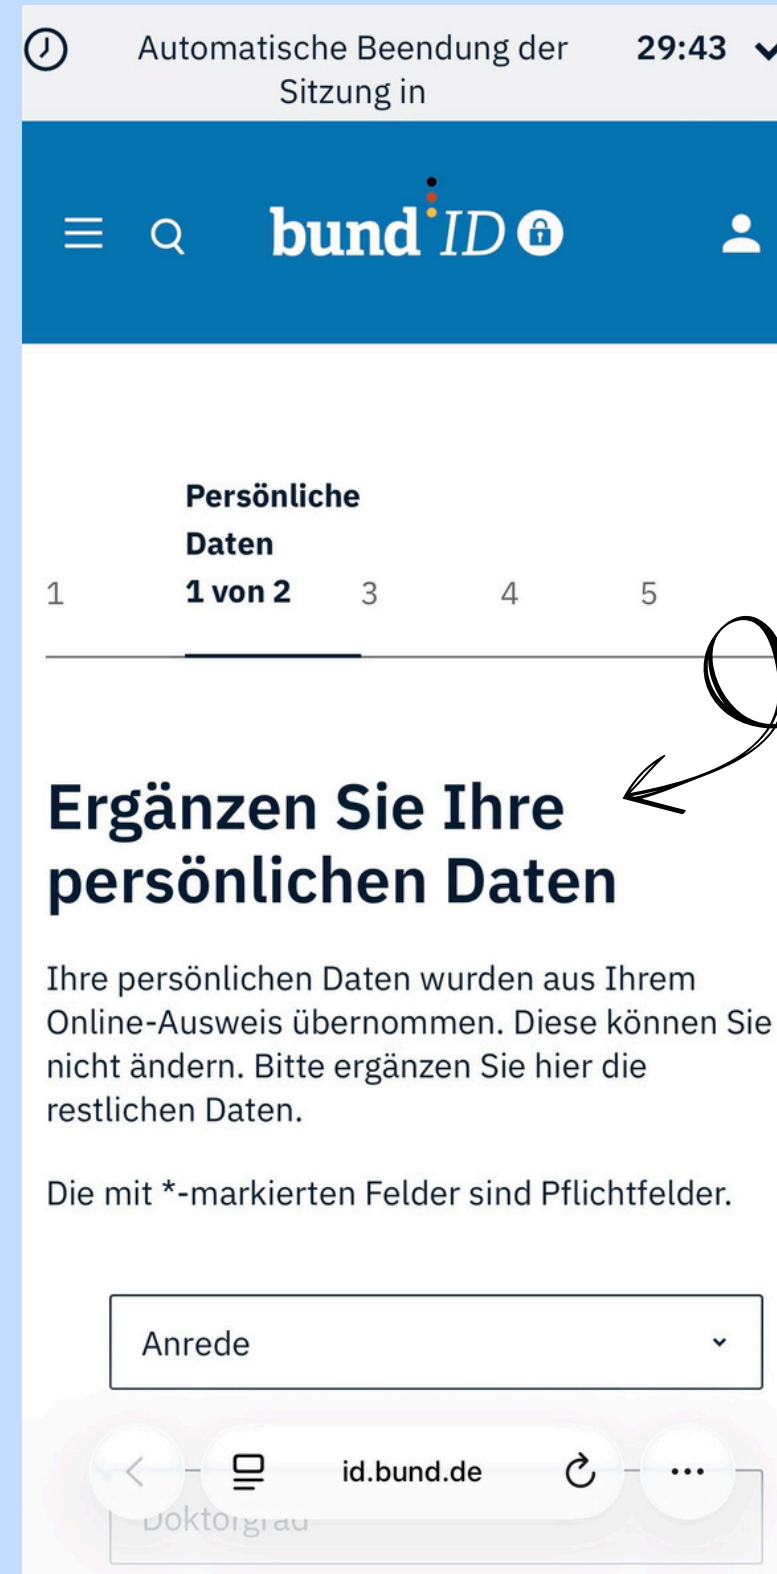 Automatische Beendung der
Sitzung in
29:43
bund ID
Persönliche
Daten
1 1 von 2 3 4 5
Ergänzen Sie Ihre
persönlichen Daten
Ihre persönlichen Daten wurden aus Ihrem
Online-Ausweis übernommen. Diese können Sie
nicht ändern. Bitte ergänzen Sie hier die
restlichen Daten.
Die mit *-markierten Felder sind Pflichtfelder.
Anrede
id.bund.de
Doktorgrad